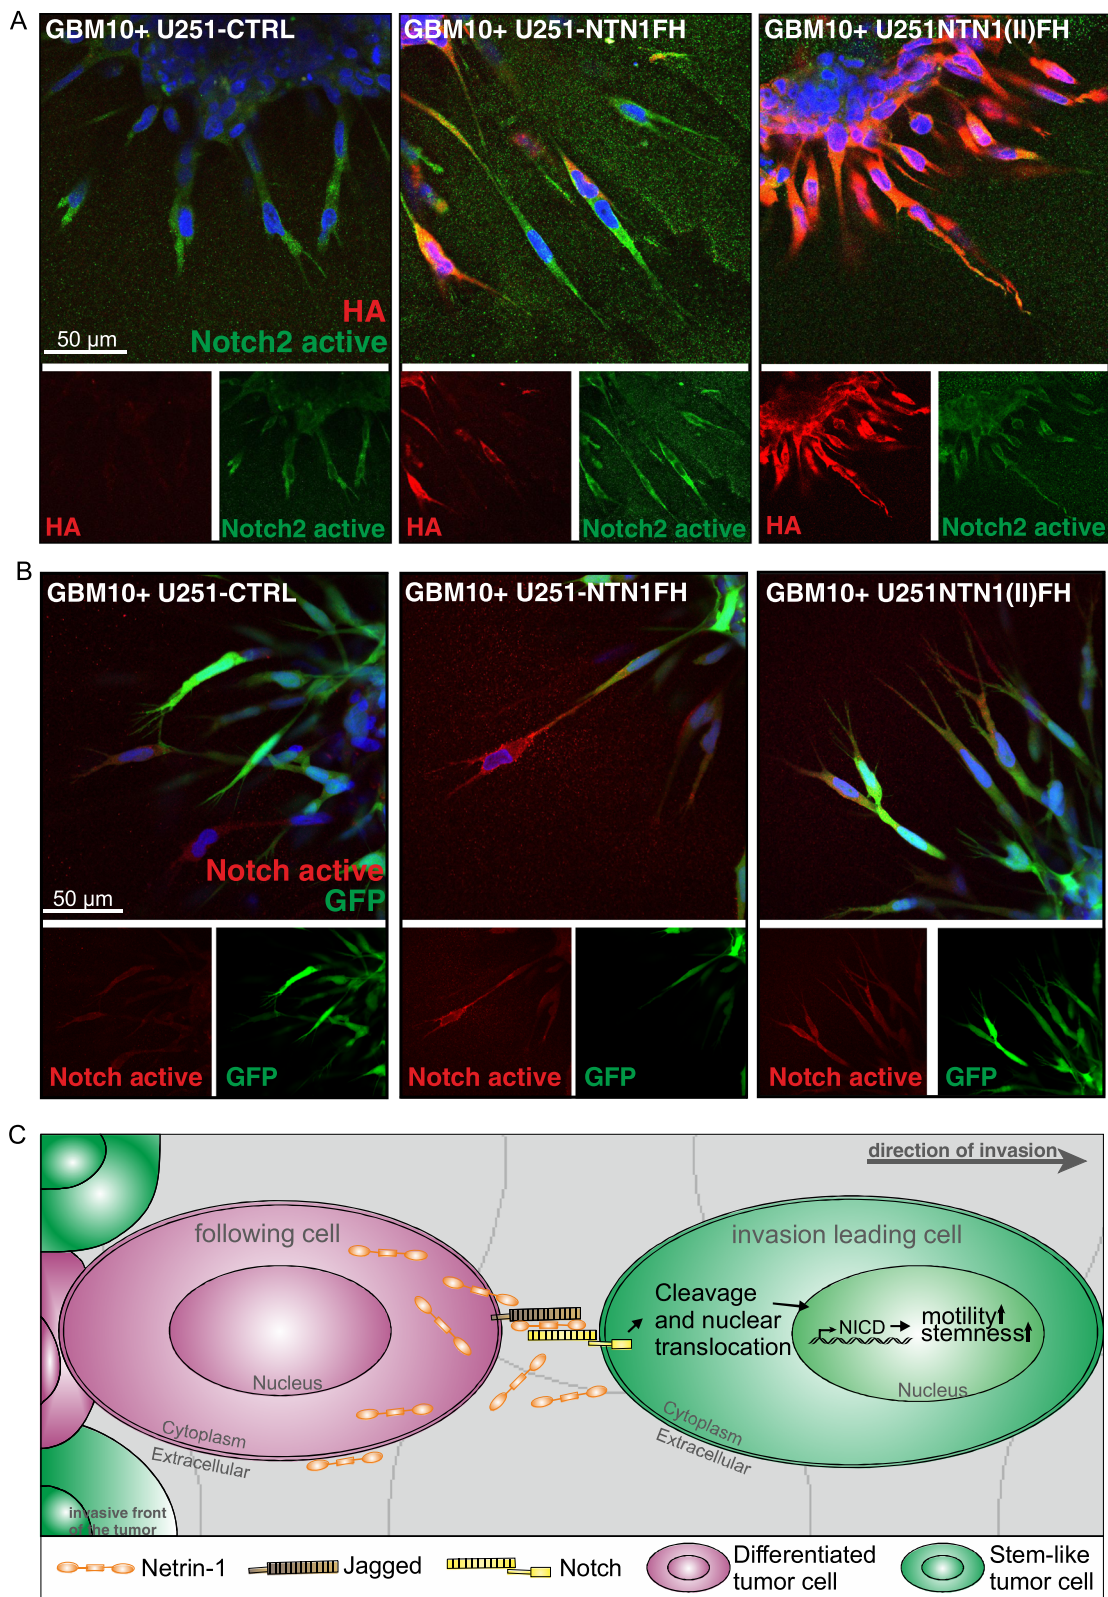 A
GBM10+ U251-CTRL
GBM10+ U251-NTN1FH
GBM10+ U251NTN1(II)FH
HA
Notch2 active
50 µm
HA
Notch2 active
HA
Notch2 active
HA
Notch2 active
B
GBM10+ U251-CTRL
GBM10+ U251-NTN1FH
GBM10+ U251NTN1(II)FH
Notch active
GFP
50 µm
Notch active
GFP
Notch active
GFP
Notch active
GFP
C
direction of invasion
following cell
invasion leading cell
Cleavage
and nuclear
translocation
NICD
motility
stemness
Nucleus
Nucleus
Cytoplasm
Extracellular
Cytoplasm
Extracellular
invasive front
of the tumor
Netrin-1
Jagged
Notch
Differentiated
tumor cell
Stem-like
tumor cell